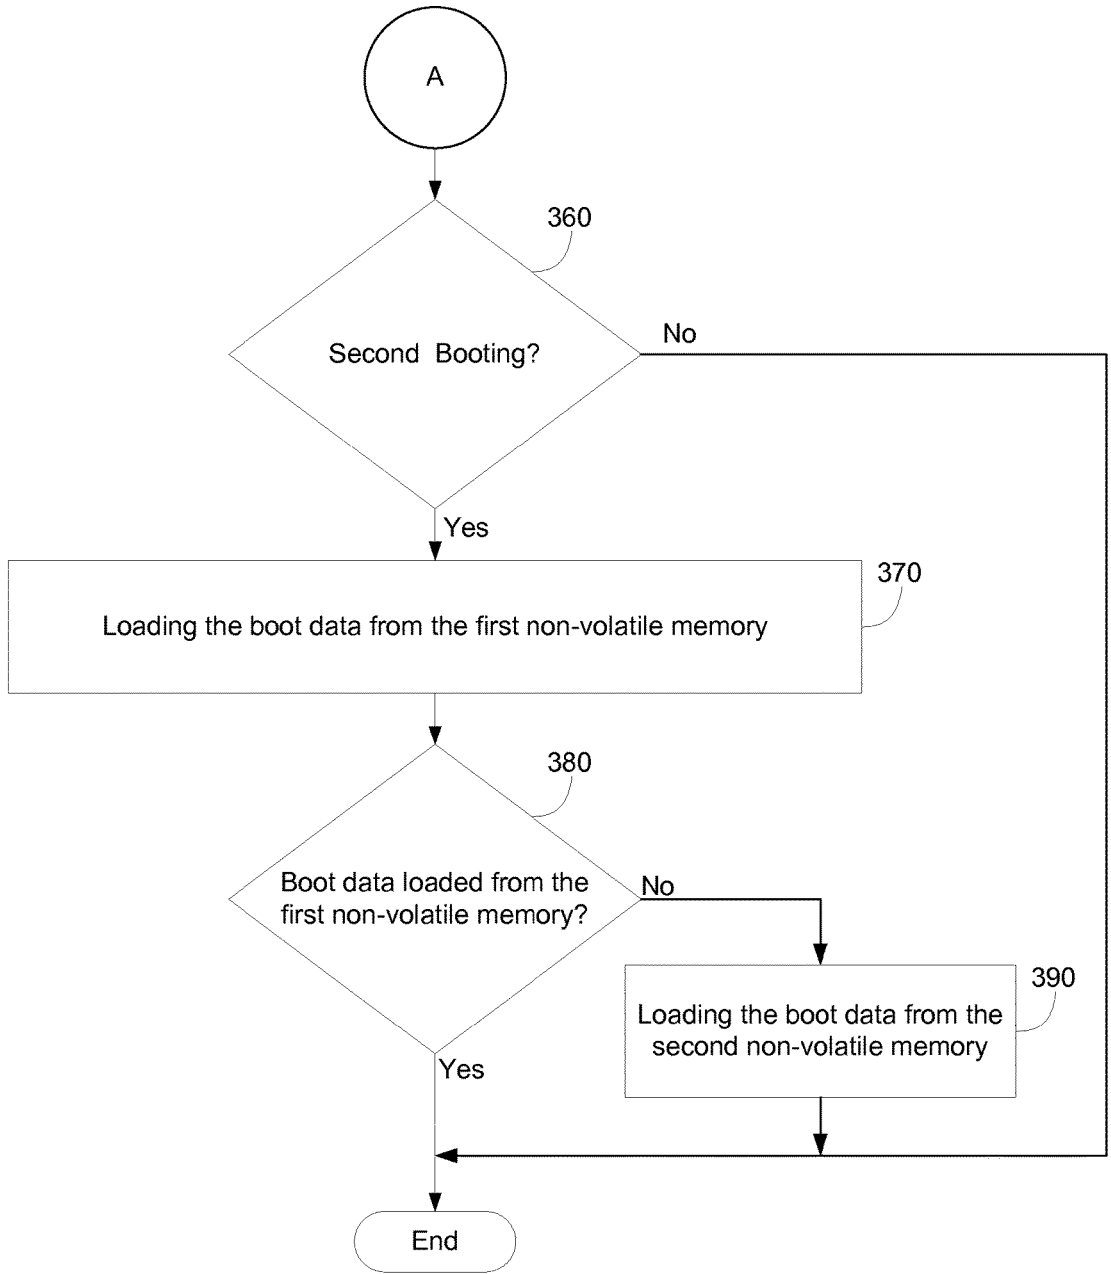 A
360
Second Booting?
No
Yes
370
Loading the boot data from the first non-volatile memory
380
Boot data loaded from the
first non-volatile memory?
No
390
Loading the boot data from the
second non-volatile memory
Yes
End